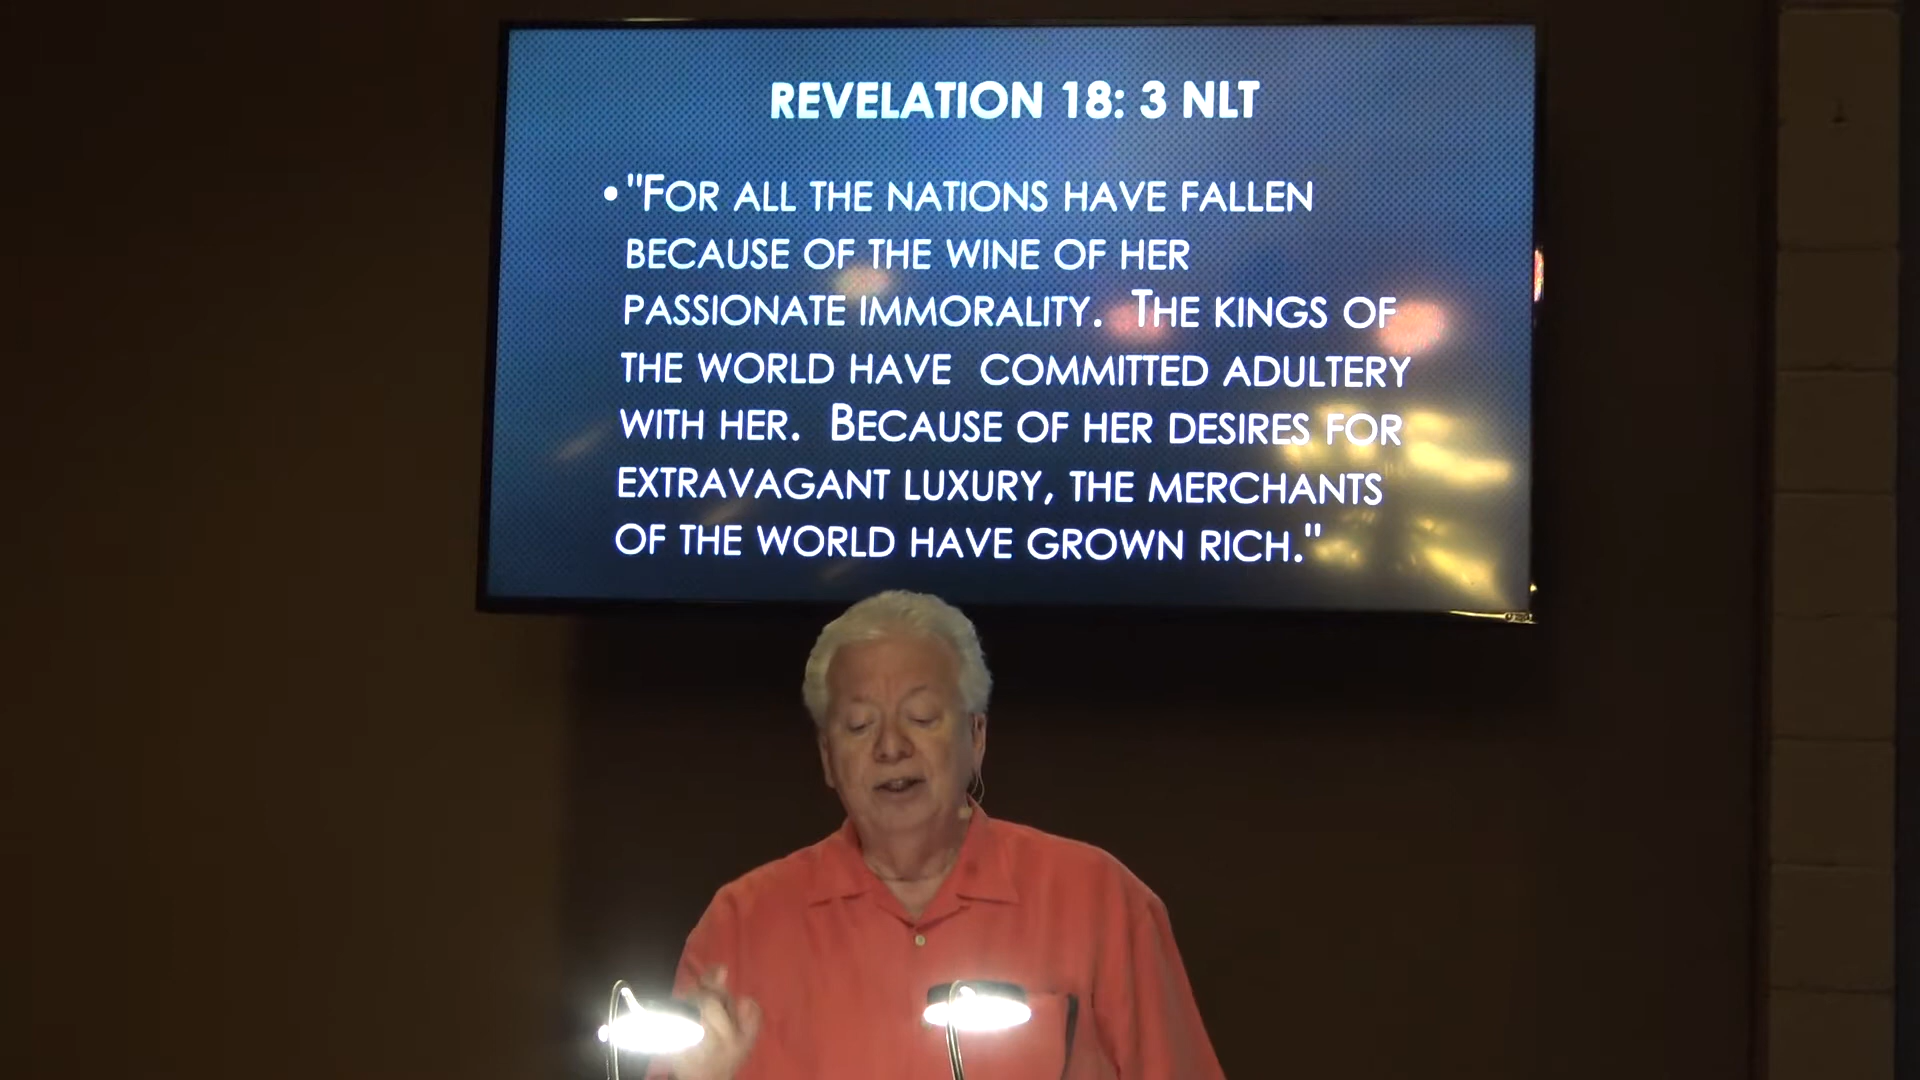 REVELATION 18: 3 NLT
• "FOR ALL THE NATIONS HAVE FALLEN
BECAUSE OF THE WINE OF HER
PASSIONATE IMMORALITY. THE KINGS OF
THE WORLD HAVE COMMITTED ADULTERY
WITH HER. BECAUSE OF HER DESIRES FOR
EXTRAVAGANT LUXURY, THE MERCHANTS
OF THE WORLD HAVE GROWN RICH."